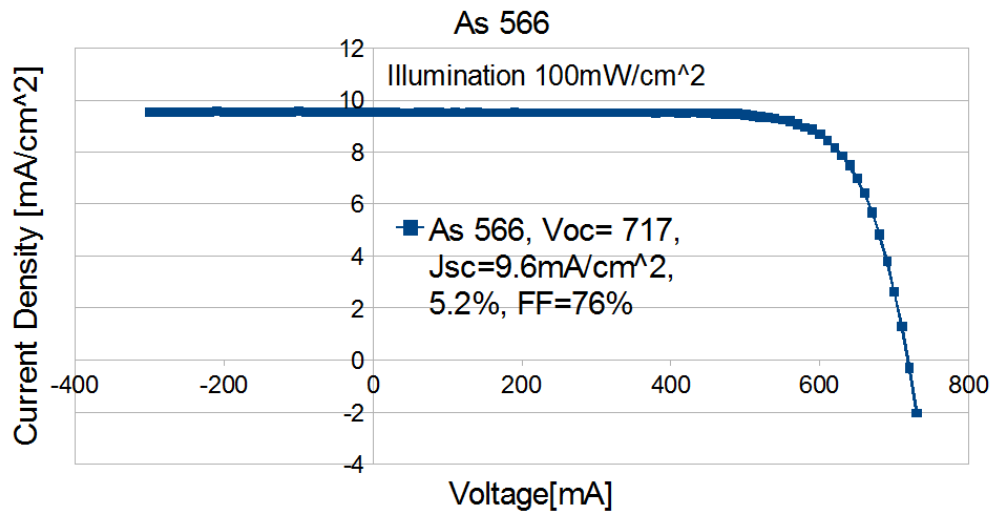 As 566
Illumination 100mW/cm^2
Current Density [mA/cm^2]
12
10
8
6
4
2
0
-2
-4
-400
-200
0
200
400
600
800
As 566, Voc= 717,
Jsc=9.6mA/cm^2,
5.2%, FF=76%
Voltage[mA]